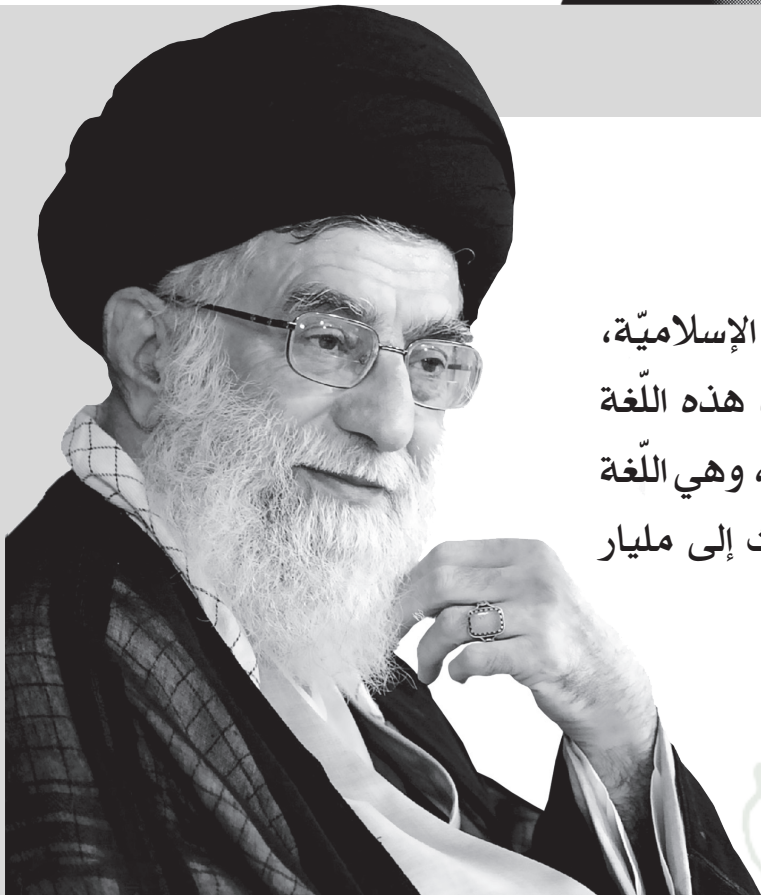 الإسلاميّة،
هذه اللّغة
، وهي اللّغة
إلى مليار